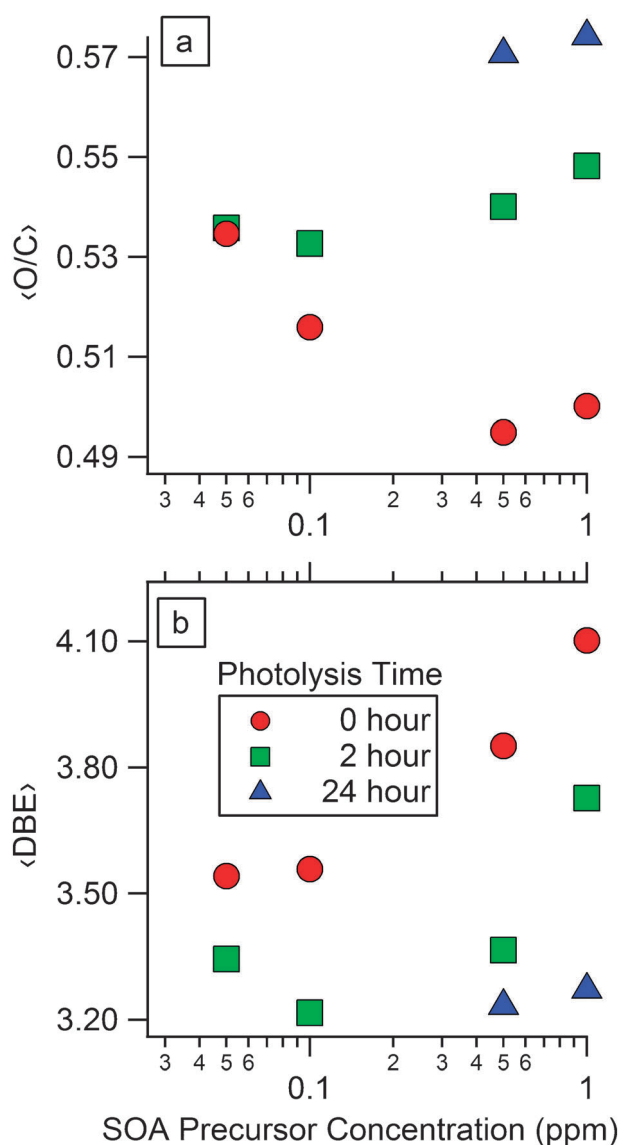 a
0.57
0.55
0.53
0.51
0.49
‹O/C›
3 4 5 6 0.1 2 3 4 5 6 1
b
4.10
3.80
3.50
3.20
‹DBE›
Photolysis Time
0 hour
2 hour
24 hour
3 4 5 6 0.1 2 3 4 5 6 1
SOA Precursor Concentration (ppm)